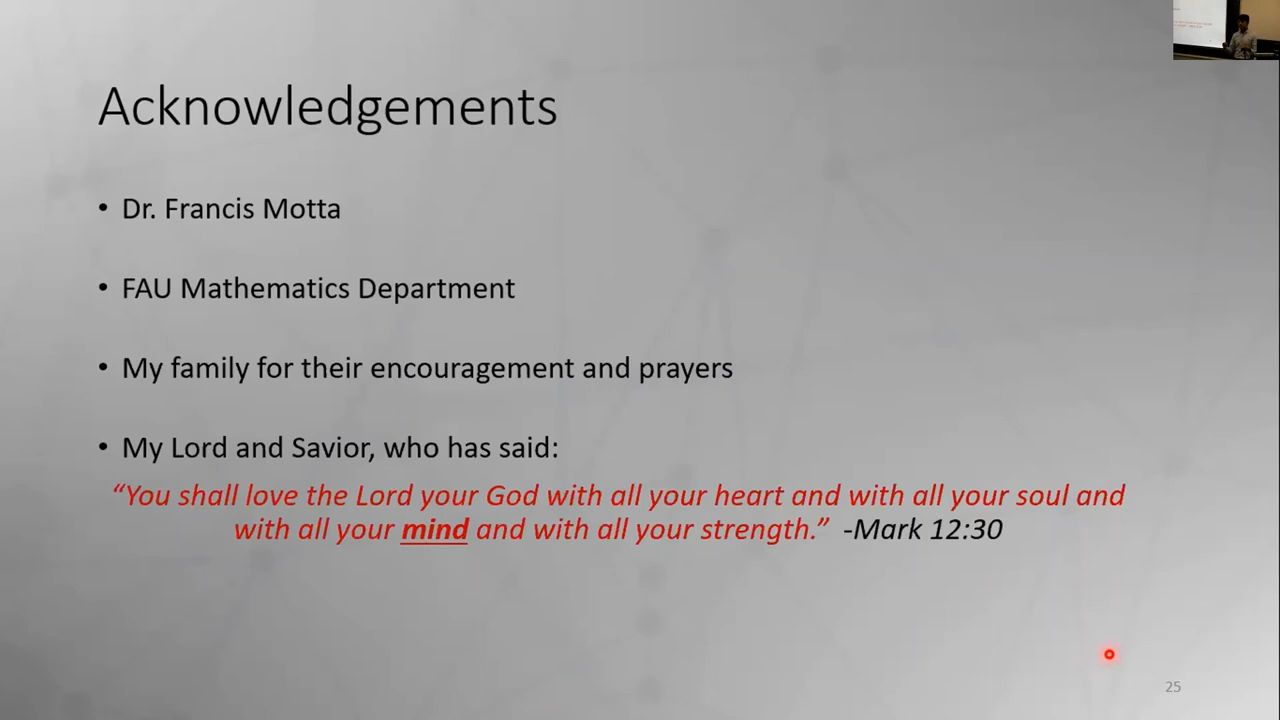 Acknowledgements
• Dr. Francis Motta
• FAU Mathematics Department
• My family for their encouragement and prayers
• My Lord and Savior, who has said:
“You shall love the Lord your God with all your heart and with all your soul and
with all your mind and with all your strength.” -Mark 12:30
25